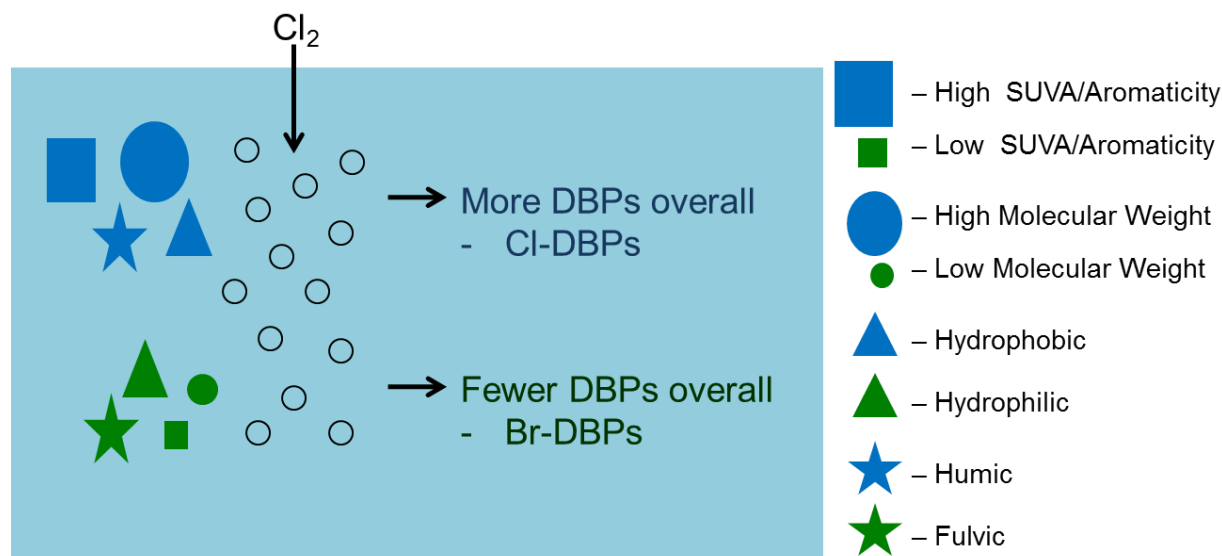 Cl₂
More DBPs overall
- Cl-DBPs
Fewer DBPs overall
- Br-DBPs
– High SUVA/Aromaticity
– Low SUVA/Aromaticity
– High Molecular Weight
– Low Molecular Weight
– Hydrophobic
– Hydrophilic
– Humic
– Fulvic